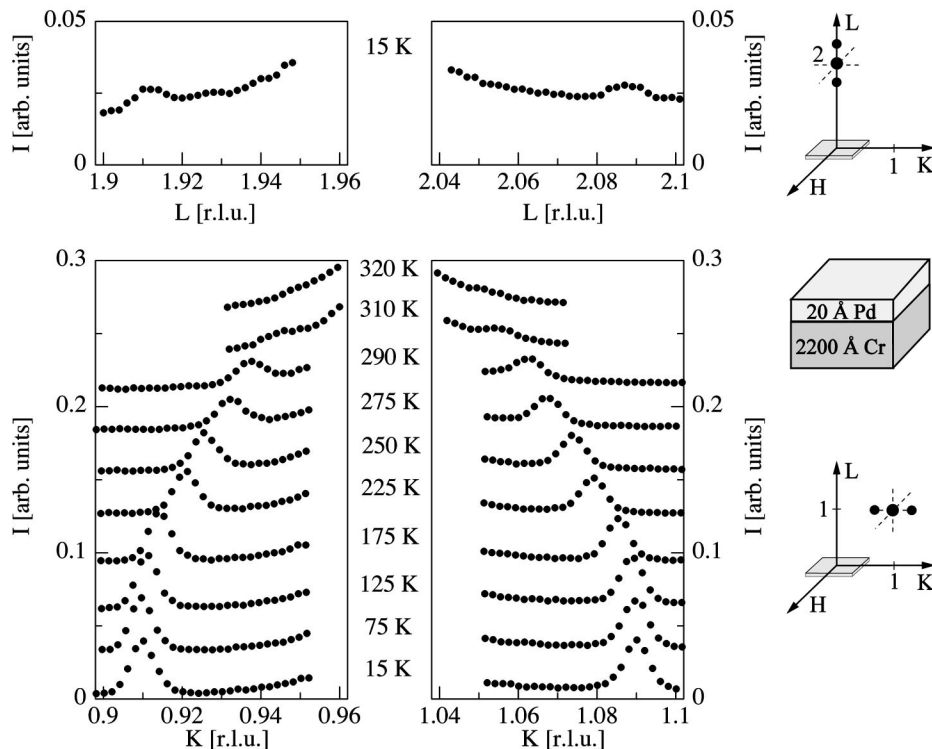 0.05
15 K
0.05
I [arb. units]
I [arb. units]
0
0
1.9 1.92 1.94 1.96
2.04 2.06 2.08 2.1
L [r.l.u.]
L [r.l.u.]
L
2
1
K
H
0.3
320 K
0.3
310 K
290 K
0.2
275 K
0.2
250 K
225 K
0.1
175 K
0.1
125 K
75 K
15 K
0
0
I [arb. units]
I [arb. units]
0.9 0.92 0.94 0.96
1.04 1.06 1.08 1.1
K [r.l.u.]
K [r.l.u.]
20 Å Pd
2200 Å Cr
L
1
1
K
H